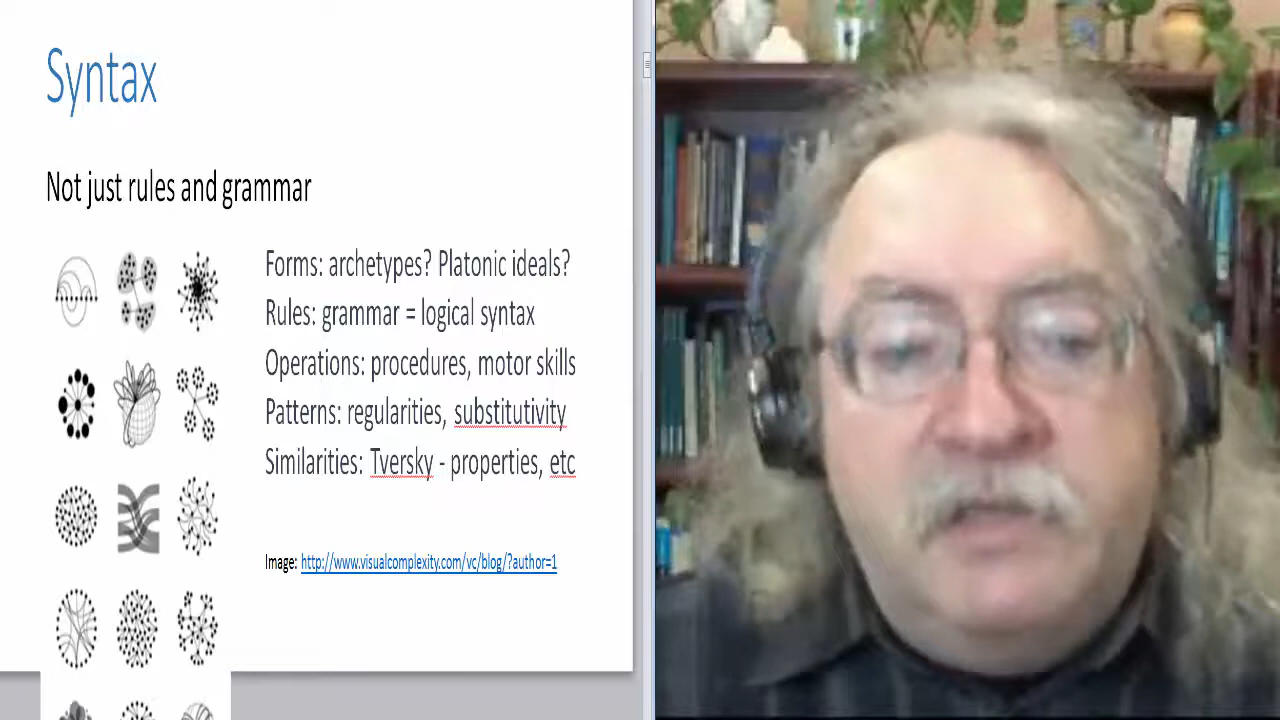 Syntax
Not just rules and grammar
Forms: archetypes? Platonic ideals?
Rules: grammar = logical syntax
Operations: procedures, motor skills
Patterns: regularities, substitutivity
Similarities: Tversky - properties, etc
Image: http://www.visualcomplexity.com/vc/blog/?author=1